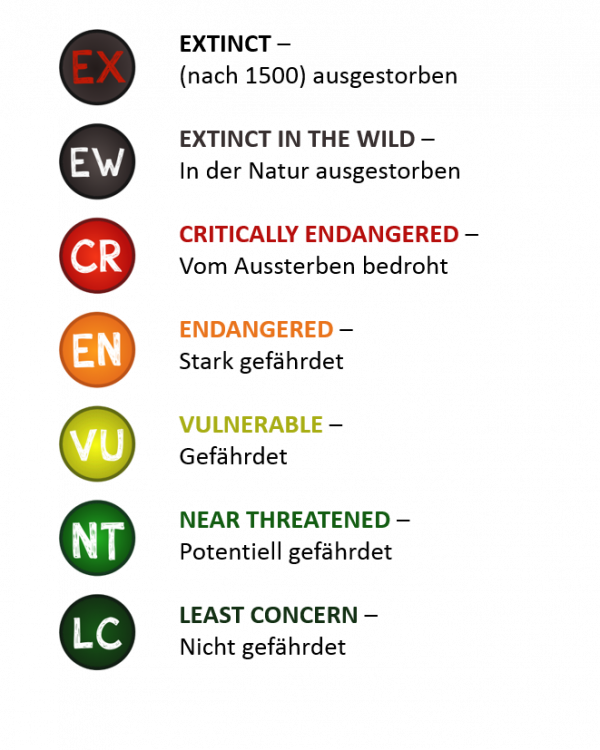 EX
EXTINCT –
(nach 1500) ausgestorben
EW
EXTINCT IN THE WILD –
In der Natur ausgestorben
CR
CRITICALLY ENDANGERED –
Vom Aussterben bedroht
EN
ENDANGERED –
Stark gefährdet
VU
VULNERABLE –
Gefährdet
NT
NEAR THREATENED –
Potentiell gefährdet
LC
LEAST CONCERN –
Nicht gefährdet